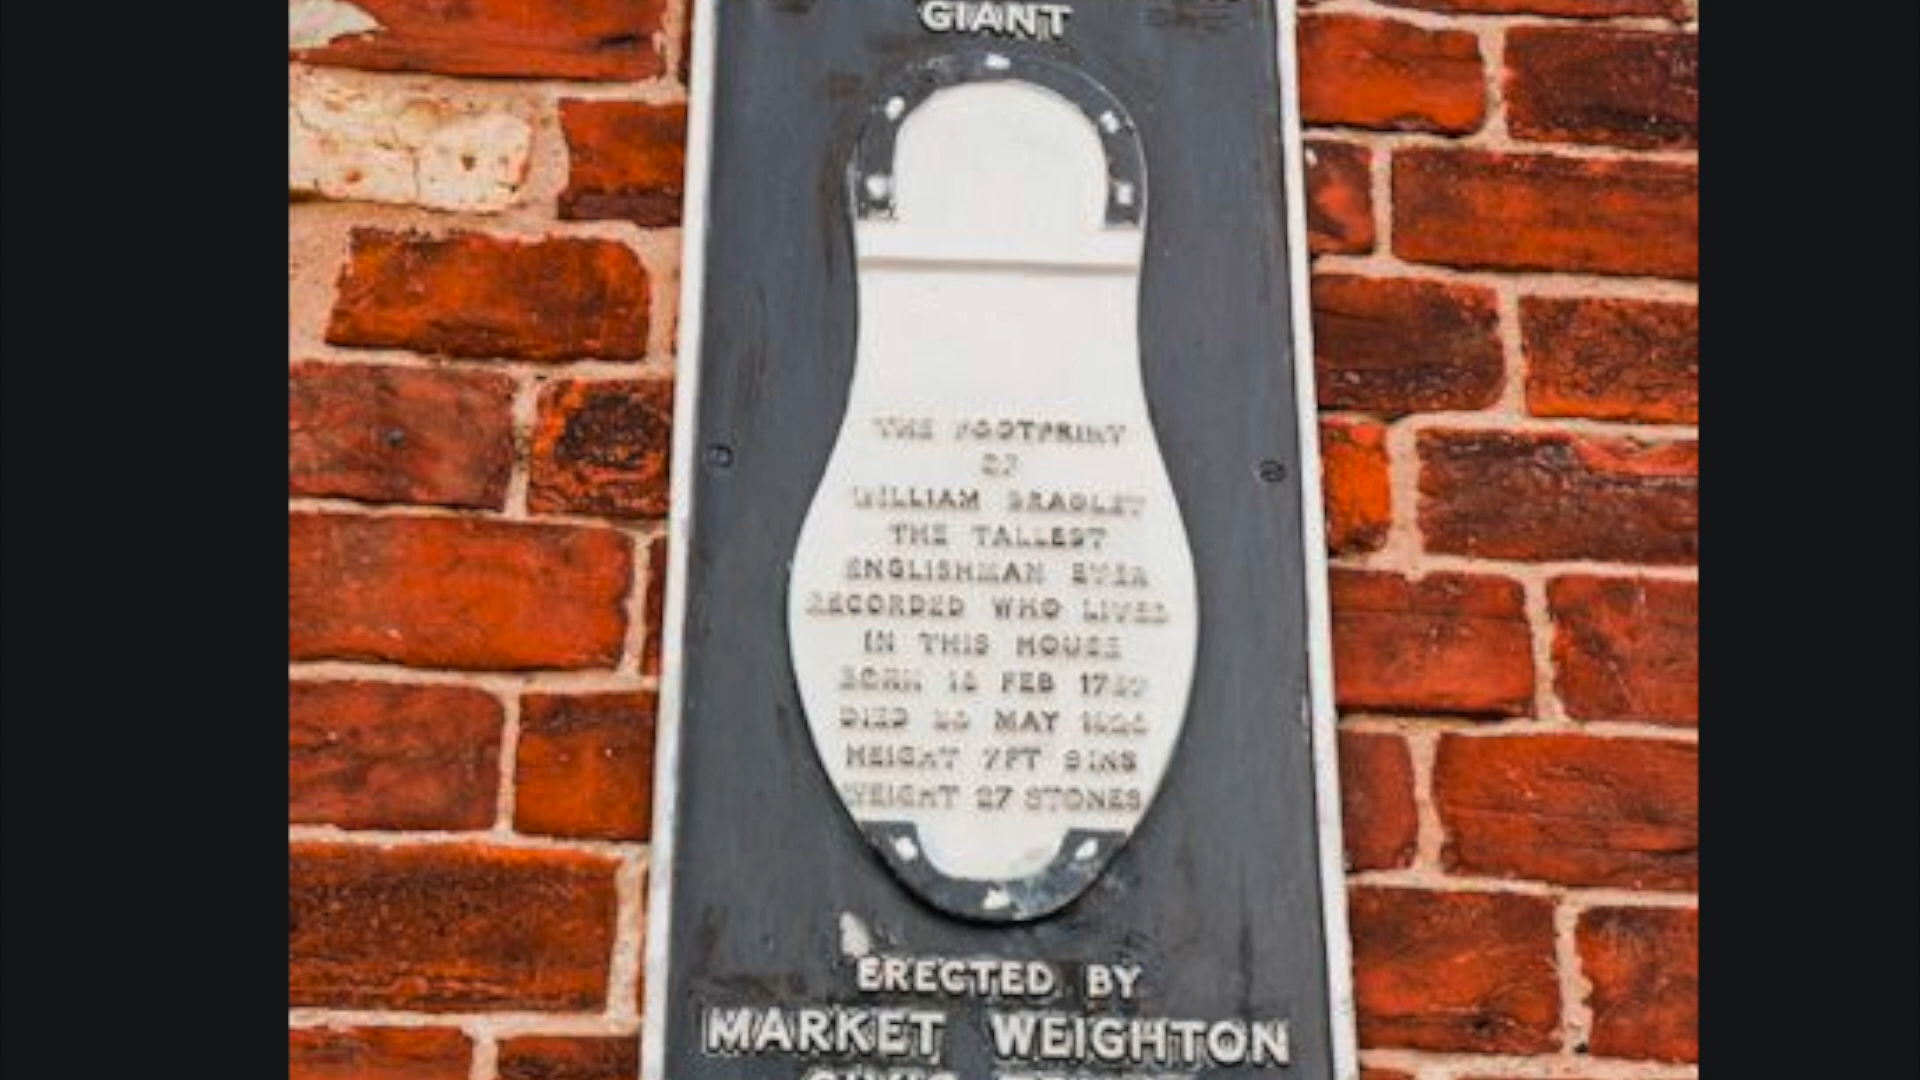 GIANT
THE FOOTPRINT
OF
WILLIAM BRADLEY
THE TALLEST
ENGLISHMAN EVER
RECORDED WHO LIVED
IN THIS HOUSE
BORN FEB
DIED MAY
HEIGHT 7FT 9INS
WEIGHT 27 STONES
ERECTED BY
MARKET WEIGHTON